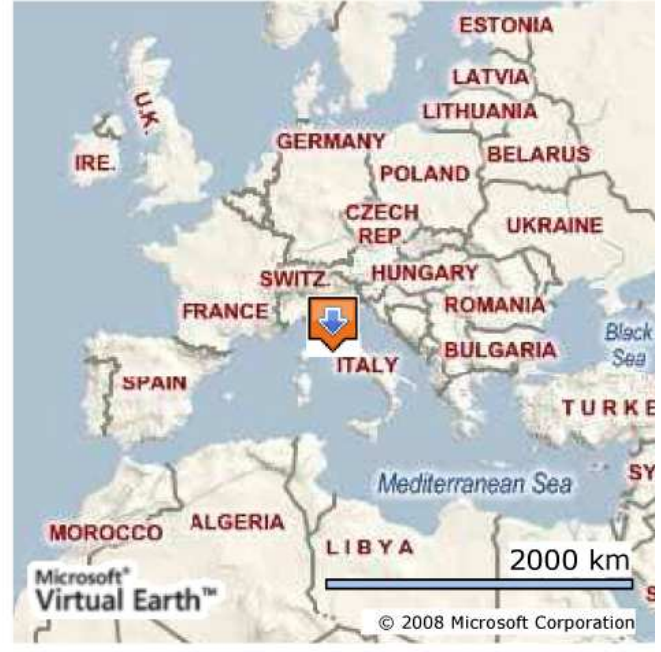 ESTONIA
LATVIA
LITHUANIA
U.K.
GERMANY
IRE.
POLAND
BELARUS
CZECH
REP.
UKRAINE
SWITZ.
HUNGARY
FRANCE
ROMANIA
Black
Sea
ITALY
BULGARIA
SPAIN
TURKE
SY
Mediterranean Sea
MOROCCO
ALGERIA
LIBYA
2000 km
Microsoft®
Virtual Earth™
S
© 2008 Microsoft Corporation